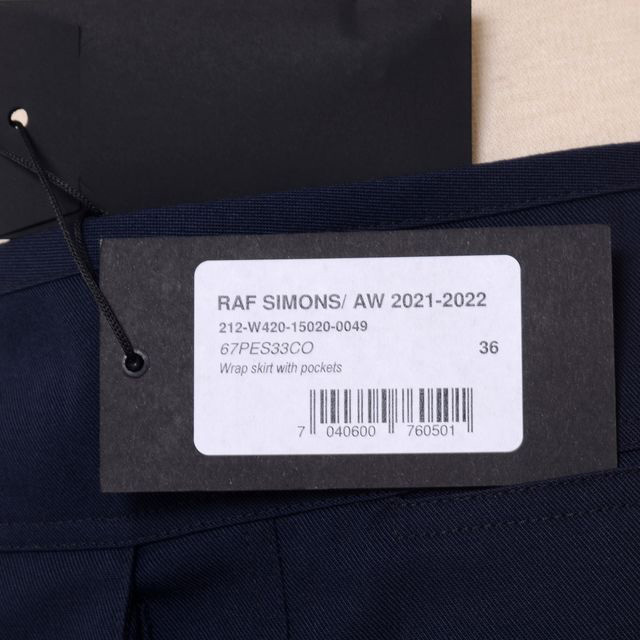 RAF SIMONS/ AW 2021-2022
212-W420-15020-0049
67PES33CO 36
Wrap skirt with pockets
7 040600 760501